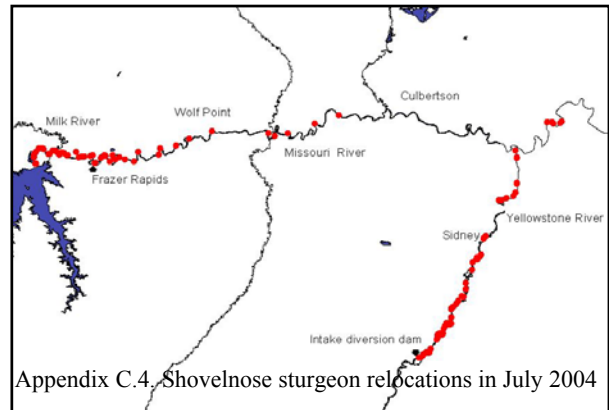 Culbertson
Wolf Point
Milk River
Missouri River
Frazer Rapids
Yellowstone River
Sidney
Intake diversion dam
Appendix C.4. Shovelnose sturgeon relocations in July 2004